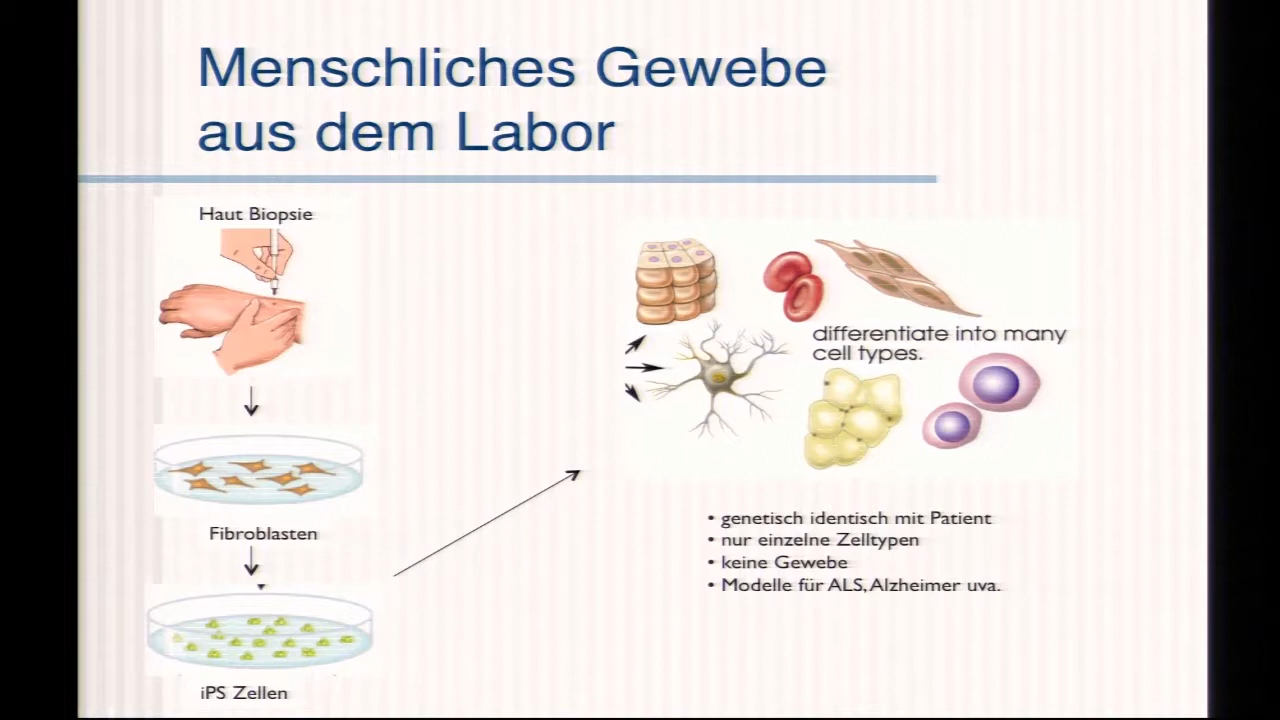 Menschliches Gewebe
aus dem Labor
Haut Biopsie
Fibroblasten
iPS Zellen
differentiate into many
cell types.
• genetisch identisch mit Patient
• nur einzelne Zelltypen
• keine Gewebe
• Modelle für ALS, Alzheimer uva.